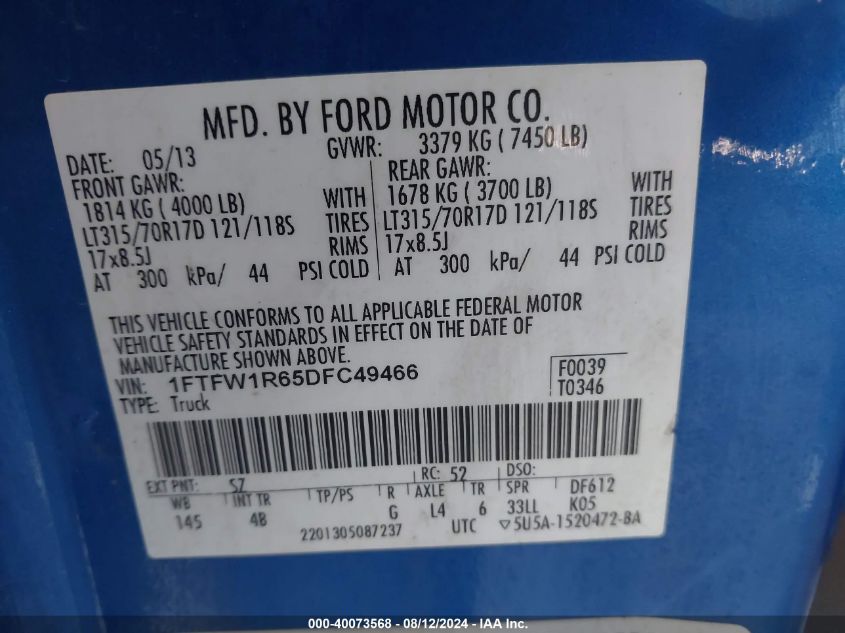 MFD. BY FORD MOTOR CO.
DATE: 05/13 GVWR: 3379 KG ( 7450 LB)
FRONT GAWR: REAR GAWR:
1814 KG ( 4000 LB) WITH 1678 KG ( 3700 LB) WITH
LT315/70R17D 121/118S TIRES LT315/70R17D 121/118S TIRES
17x8.5J RIMS 17x8.5J RIMS
AT 300 kPa/ 44 PSI COLD AT 300 kPa/ 44 PSI COLD
THIS VEHICLE CONFORMS TO ALL APPLICABLE FEDERAL MOTOR
VEHICLE SAFETY STANDARDS IN EFFECT ON THE DATE OF
MANUFACTURE SHOWN ABOVE.
VIN: 1FTFW1R65DFC49466 F0039
TYPE: Truck T0346
EXT PNT: SZ RC: 52 DSO:
WB INT TR TP/PS R AXLE TR SPR DF612
145 4B G L4 6 33LL K05
2201305087237 UTC ▽5U5A-1520472-BA
000-40073568 - 08/12/2024 - IAA Inc.